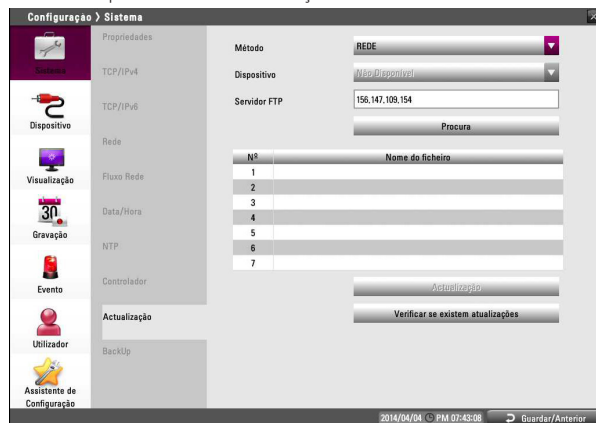 Configuração > Sistema
Sistema
Dispositivo
Visualização
30
Gravação
Evento
Utilizador
Assistente de
Configuração
Propriedades
TCP/IPv4
TCP/IPv6
Rede
Fluxo Rede
Data/Hora
NTP
Controlador
Actualização
BackUp
Método
REDE
Dispositivo
Não Disponível
Servidor FTP
156,147,109,154
Procura
Nº Nome do ficheiro
1
2
3
4
5
6
7
Actualização
Verificar se existem atualizações
2014/04/04 PM 07:43:08 Guardar/Anterior